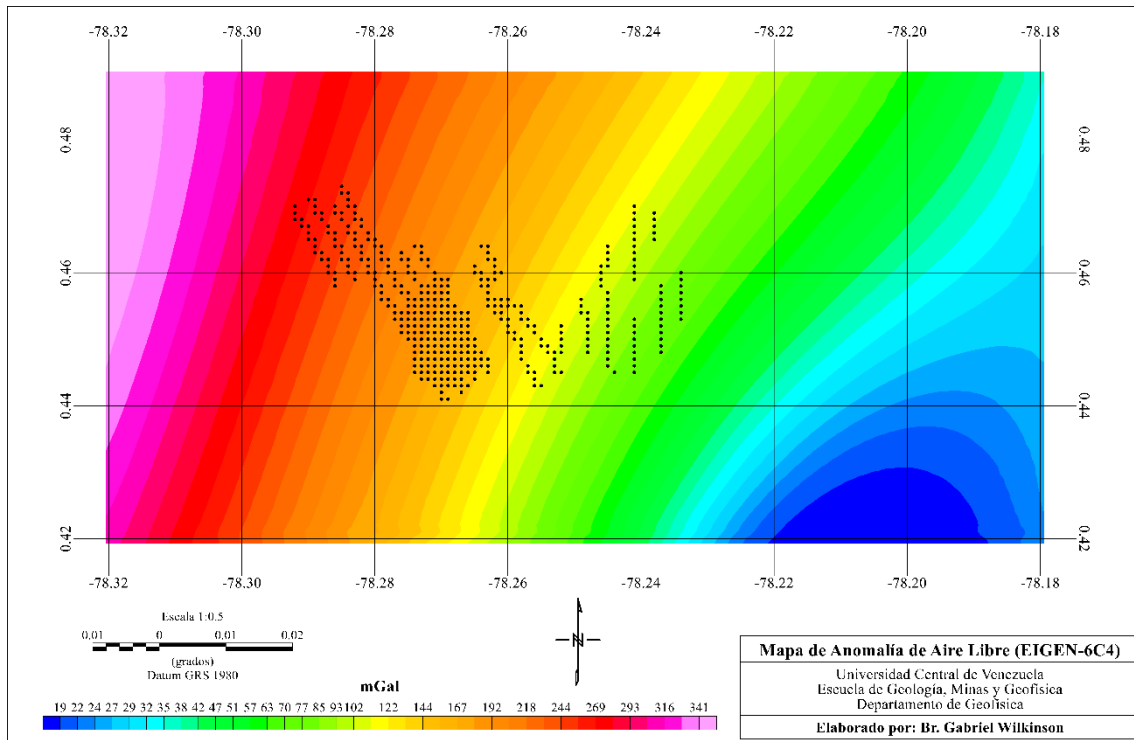 -78.32 -78.30 -78.28 -78.26 -78.24 -78.22 -78.20 -78.18
0.48 0.48
0.46 0.46
0.44 0.44
0.42 0.42
-78.32 -78.30 -78.28 -78.26 -78.24 -78.22 -78.20 -78.18
Escala 1:0.5
0,01 0 0,01 0,02
(grados)
Datum GRS 1980
N
mGal
19 22 24 27 29 32 35 38 42 47 51 57 63 70 77 85 93 102 122 144 167 192 218 244 269 293 316 341
Mapa de Anomalía de Aire Libre (EIGEN-6C4)
Universidad Central de Venezuela
Escuela de Geología, Minas y Geofísica
Departamento de Geofísica
Elaborado por: Br. Gabriel Wilkinson